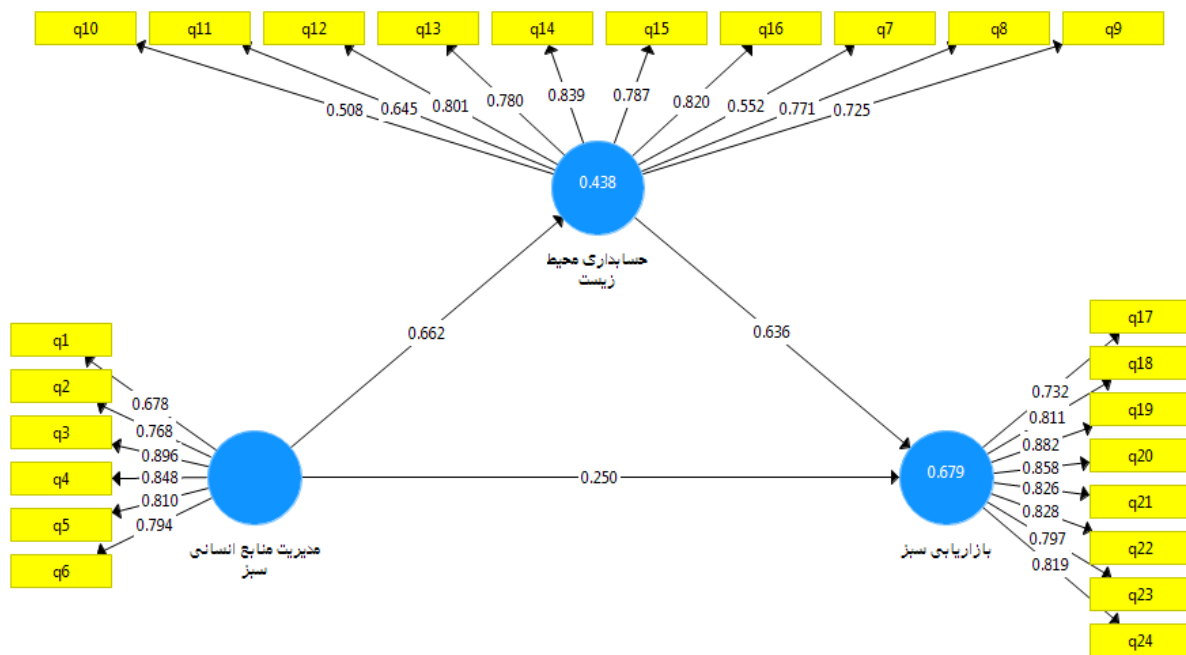 q10 q11 q12 q13 q14 q15 q16 q7 q8 q9
0.508 0.645 0.801 0.780 0.839 0.787 0.820 0.552 0.771 0.725
0.438
حسابداری محیط
زیست
0.662
0.636
q1
q2
q3
q4
q5
q6
0.678
0.768
0.896
0.848
0.810
0.794
مدیریت منابع انسانی
سبز
0.250
0.679
بازاریابی سبز
0.732
0.811
0.882
0.858
0.826
0.828
0.797
0.819
q17
q18
q19
q20
q21
q22
q23
q24